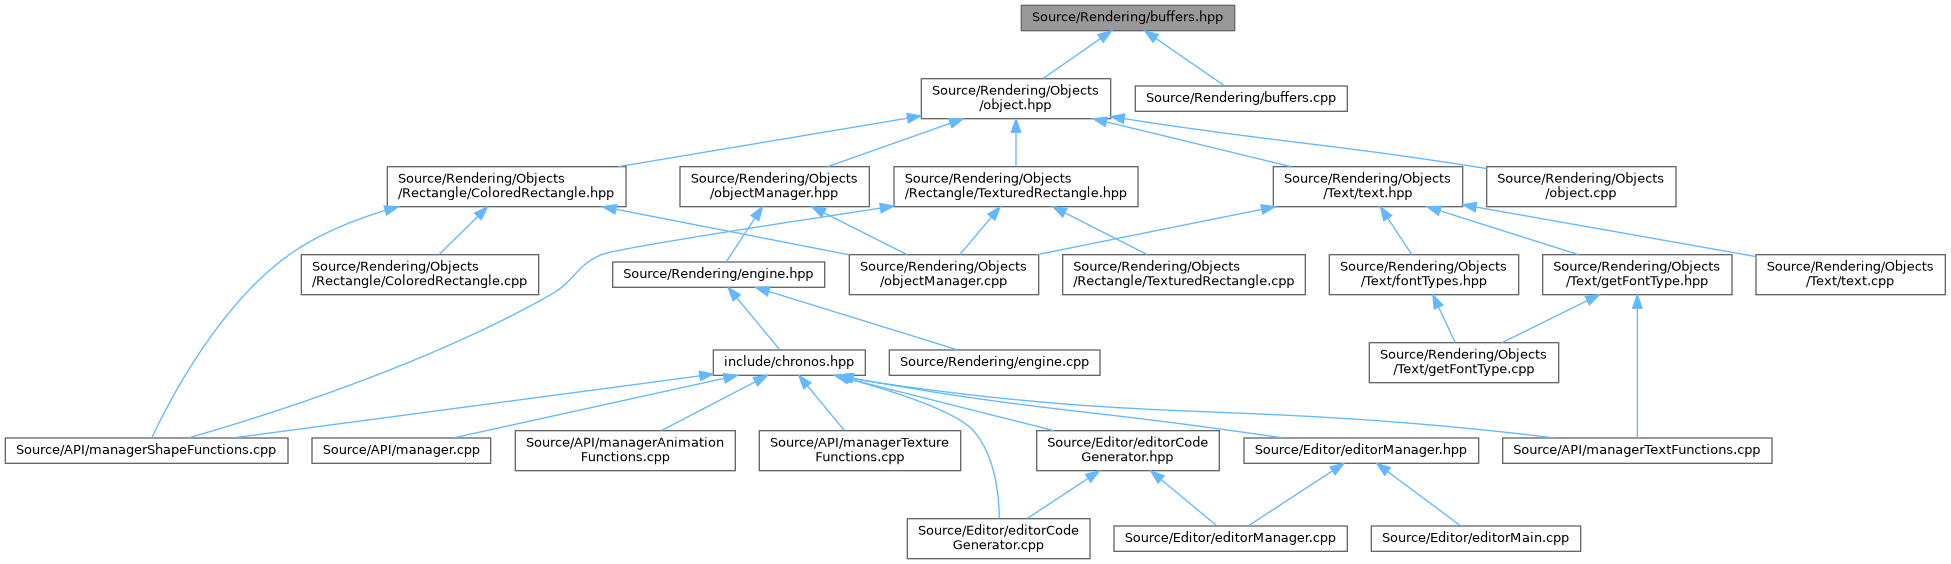 Source/Rendering/buffers.hpp
Source/Rendering/Objects
/object.hpp
Source/Rendering/buffers.cpp
Source/Rendering/Objects
/Rectangle/ColoredRectangle.hpp
Source/Rendering/Objects
/objectManager.hpp
Source/Rendering/Objects
/Rectangle/TexturedRectangle.hpp
Source/Rendering/Objects
/Text/text.hpp
Source/Rendering/Objects
/object.cpp
Source/Rendering/Objects
/Rectangle/ColoredRectangle.cpp
Source/Rendering/engine.hpp
Source/Rendering/Objects
/objectManager.cpp
Source/Rendering/Objects
/Rectangle/TexturedRectangle.cpp
Source/Rendering/Objects
/Text/fontTypes.hpp
Source/Rendering/Objects
/Text/getFontType.hpp
Source/Rendering/Objects
/Text/text.cpp
include/chronos.hpp
Source/Rendering/engine.cpp
Source/Rendering/Objects
/Text/getFontType.cpp
Source/API/managerShapeFunctions.cpp
Source/API/manager.cpp
Source/API/managerAnimation
Functions.cpp
Source/API/managerTexture
Functions.cpp
Source/Editor/editorCode
Generator.hpp
Source/Editor/editorManager.hpp
Source/API/managerTextFunctions.cpp
Source/Editor/editorCode
Generator.cpp
Source/Editor/editorManager.cpp
Source/Editor/editorMain.cpp